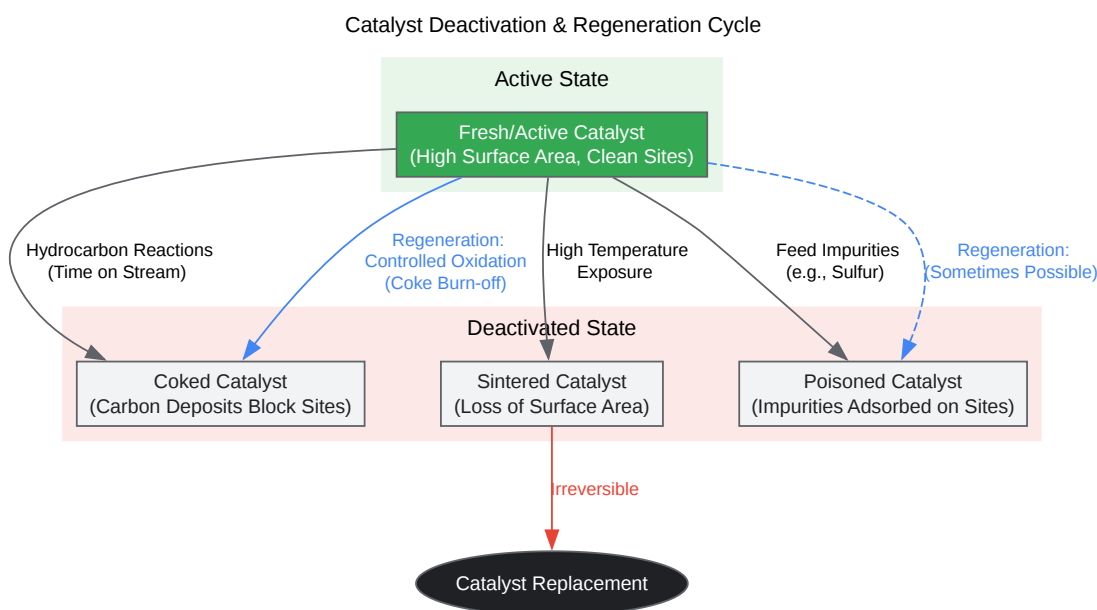 Catalyst Deactivation & Regeneration Cycle
Active State
Fresh/Active Catalyst
(High Surface Area, Clean Sites)
Hydrocarbon Reactions
(Time on Stream)
Regeneration:
Controlled Oxidation
(Coke Burn-off)
High Temperature
Exposure
Feed Impurities
(e.g., Sulfur)
Regeneration:
(Sometimes Possible)
Deactivated State
Coked Catalyst
(Carbon Deposits Block Sites)
Sintered Catalyst
(Loss of Surface Area)
Poisoned Catalyst
(Impurities Adsorbed on Sites)
Irreversible
Catalyst Replacement